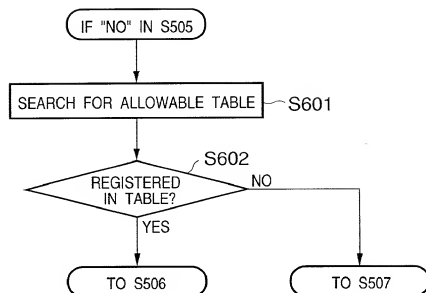 IF "NO" IN S505
SEARCH FOR ALLOWABLE TABLE
S601
S602
REGISTERED
IN TABLE?
NO
YES
TO S506
TO S507